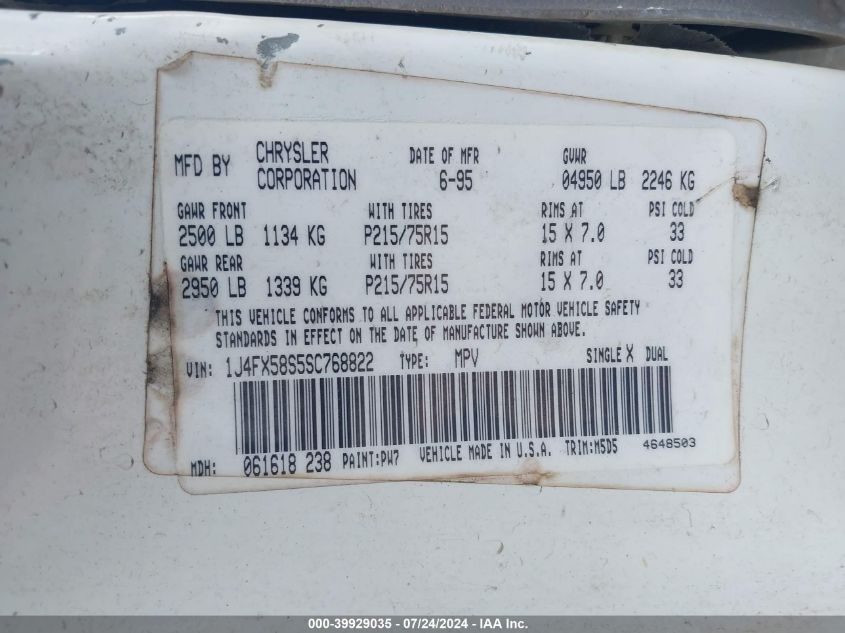 MFD BY CHRYSLER CORPORATION DATE OF MFR 6-95 GVWR 04950 LB 2246 KG
GAWR FRONT WITH TIRES RIMS AT PSI COLD
2500 LB 1134 KG P215/75R15 15 X 7.0 33
GAWR REAR WITH TIRES RIMS AT PSI COLD
2950 LB 1339 KG P215/75R15 15 X 7.0 33
THIS VEHICLE CONFORMS TO ALL APPLICABLE FEDERAL MOTOR VEHICLE SAFETY
STANDARDS IN EFFECT ON THE DATE OF MANUFACTURE SHOWN ABOVE.
VIN: 1J4FX58S5SC768822 TYPE: MPV SINGLE X DUAL
MDH: 061618 238 PAINT:PW7 VEHICLE MADE IN U.S.A. TRIM:M5D5 4648503
000-39929035 - 07/24/2024 - IAA Inc.